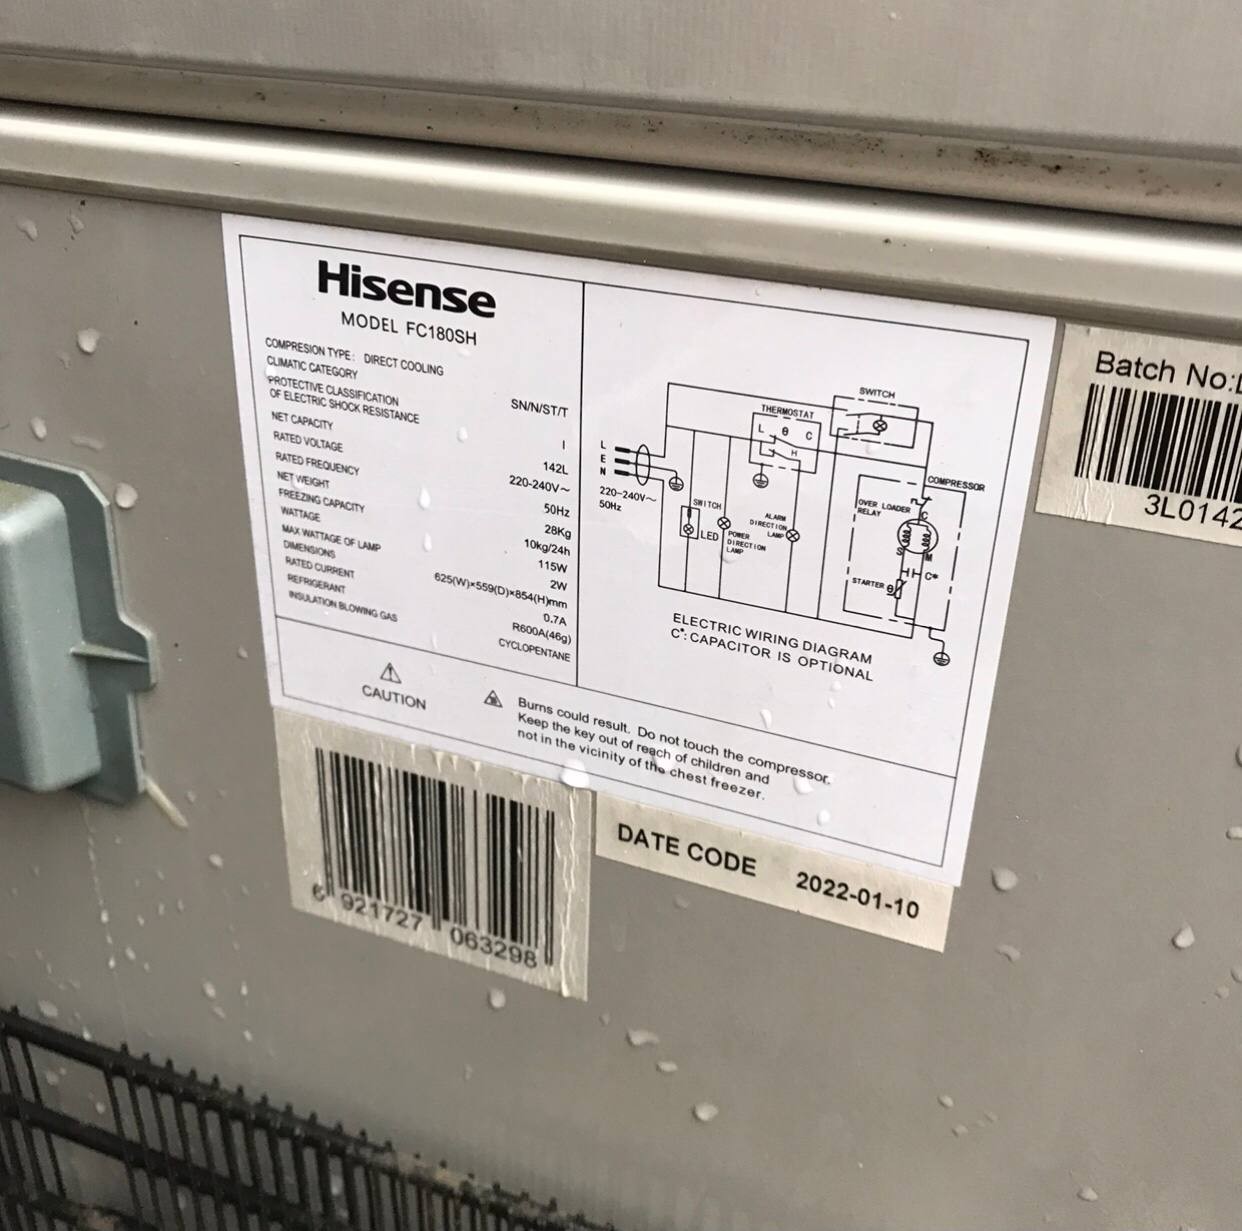 Hisense
MODEL FC180SH
COMPRESION TYPE: DIRECT COOLING
CLIMATIC CATEGORY SN/N/ST/T
PROTECTIVE CLASSIFICATION
OF ELECTRIC SHOCK RESISTANCE I
NET CAPACITY 142L
RATED VOLTAGE 220-240V~
RATED FREQUENCY 50Hz
NET WEIGHT 28Kg
FREEZING CAPACITY 10kg/24h
WATTAGE 115W
MAX WATTAGE OF LAMP 2W
DIMENSIONS 625(W)×559(D)×854(H)mm
RATED CURRENT 0.7A
REFRIGERANT R600A(46g)
INSULATION BLOWING GAS CYCLOPENTANE
SWITCH
THERMOSTAT
L θ C
H
L
E
N
220-240V~
50Hz
SWITCH
LED
POWER
DIRECTION
LAMP
ALARM
DIRECTION
LAMP
COMPRESSOR
OVER LOADER
RELAY
C
S M
C*
STARTER θ
ELECTRIC WIRING DIAGRAM
C*: CAPACITOR IS OPTIONAL
CAUTION
Burns could result. Do not touch the compressor.
Keep the key out of reach of children and
not in the vicinity of the chest freezer.
6 921727 063298
DATE CODE 2022-01-10
Batch No:
3L0142